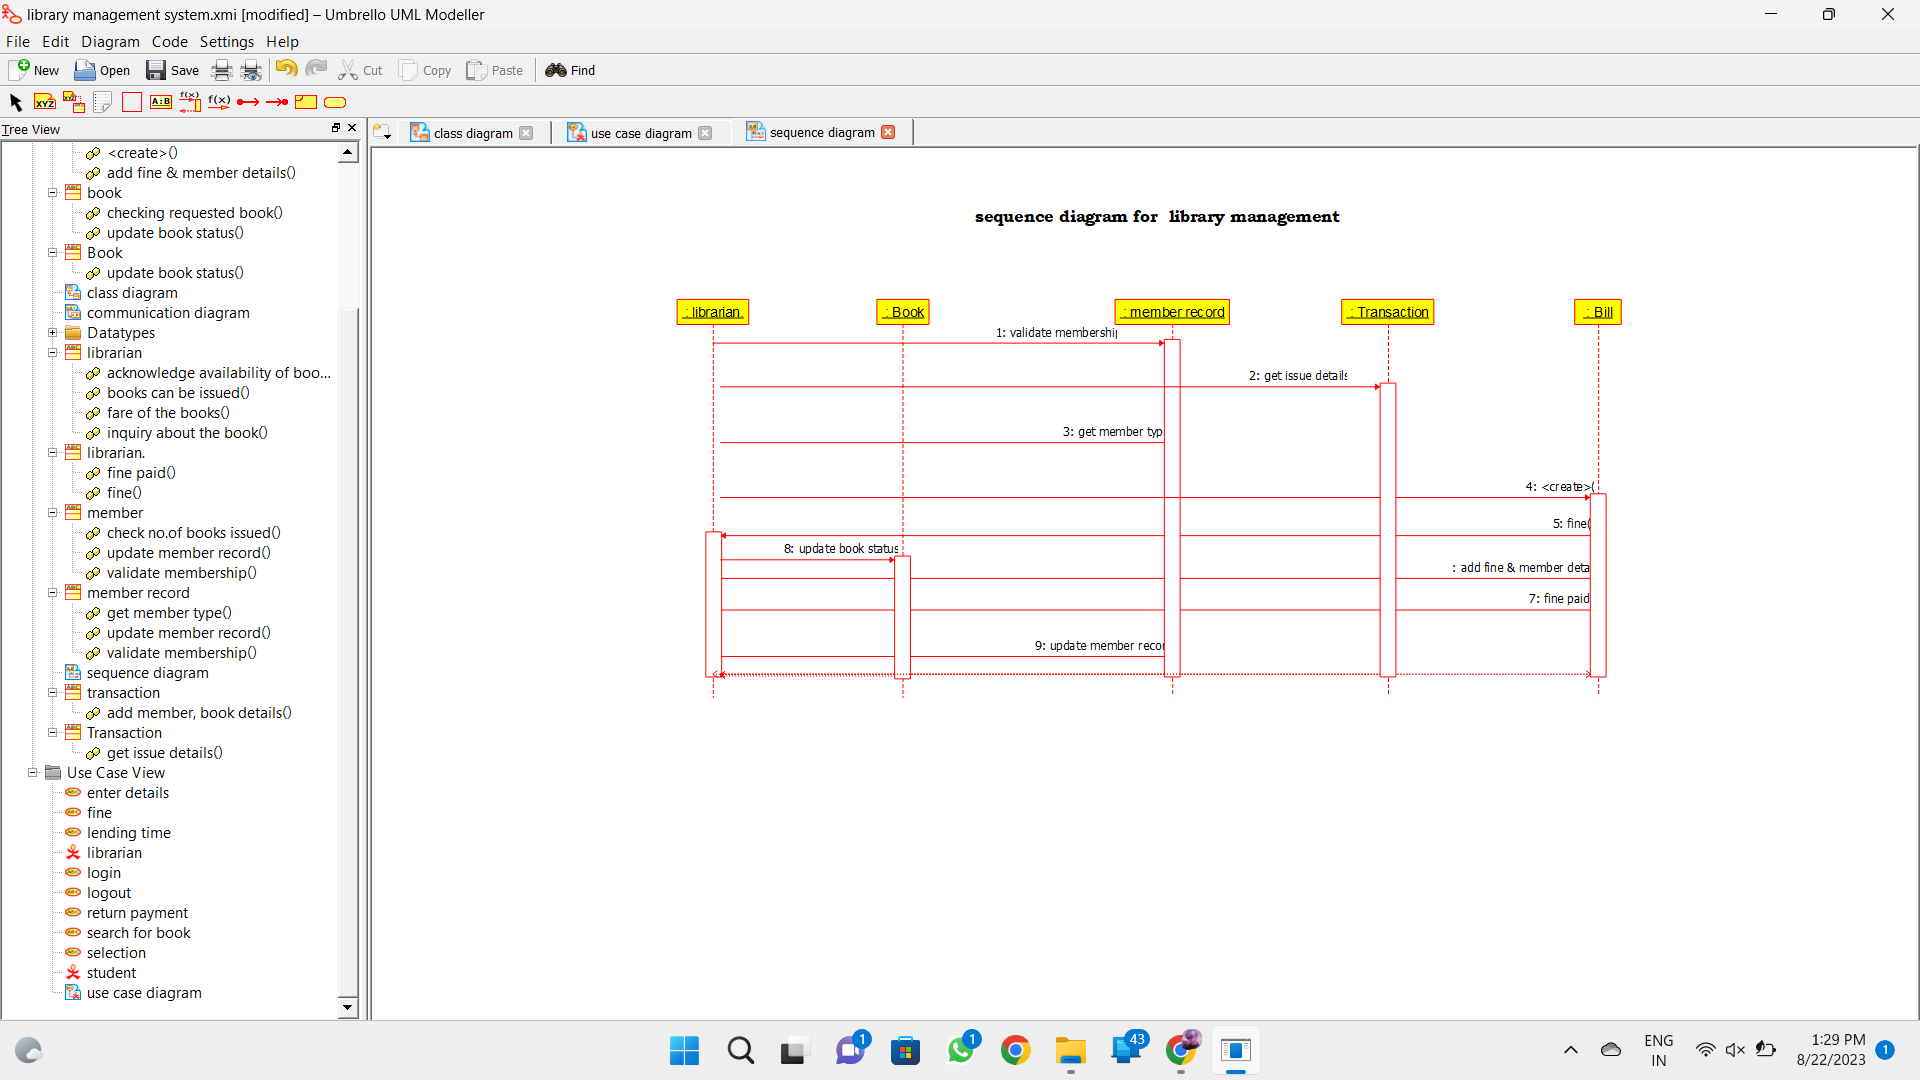 library management system.xmi [modified] – Umbrello UML Modeller
File Edit Diagram Code Settings Help
New Open Save Cut Copy Paste Find
XYZ XYZ A:B f(x) f(x)
Tree View
class diagram use case diagram sequence diagram
<create>()
add fine & member details()
book
checking requested book()
update book status()
Book
update book status()
class diagram
communication diagram
Datatypes
librarian
acknowledge availability of boo...
books can be issued()
fare of the books()
inquiry about the book()
librarian.
fine paid()
fine()
member
check no.of books issued()
update member record()
validate membership()
member record
get member type()
update member record()
validate membership()
sequence diagram
transaction
add member, book details()
Transaction
get issue details()
Use Case View
enter details
fine
lending time
librarian
login
logout
return payment
search for book
selection
student
use case diagram
sequence diagram for library management
: librarian. : Book : member record : Transaction : Bill
1: validate membership
2: get issue details
3: get member typ
4: <create>(
5: fine(
8: update book status
: add fine & member deta
7: fine paid
9: update member recor
1 1 43
ENG
IN
1:29 PM
8/22/2023
1